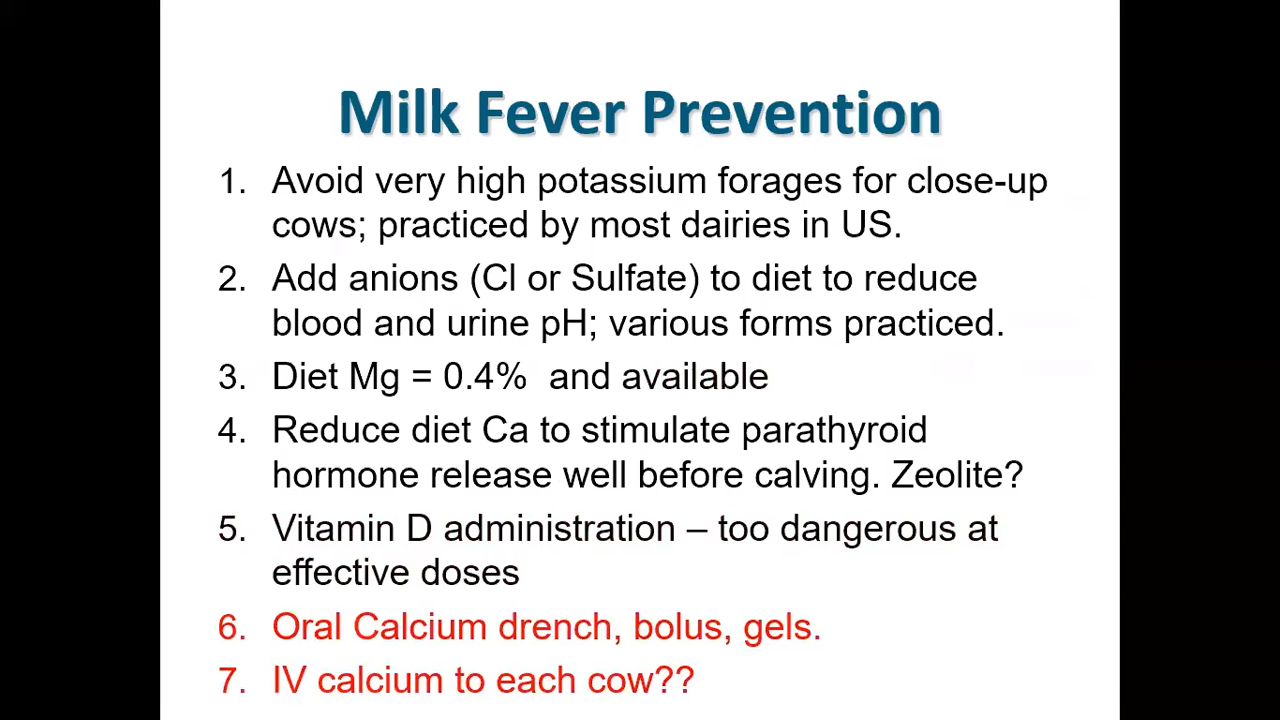 Milk Fever Prevention
1. Avoid very high potassium forages for close-up
cows; practiced by most dairies in US.
2. Add anions (Cl or Sulfate) to diet to reduce
blood and urine pH; various forms practiced.
3. Diet Mg = 0.4%  and available
4. Reduce diet Ca to stimulate parathyroid
hormone release well before calving. Zeolite?
5. Vitamin D administration – too dangerous at
effective doses
6. Oral Calcium drench, bolus, gels.
7. IV calcium to each cow??